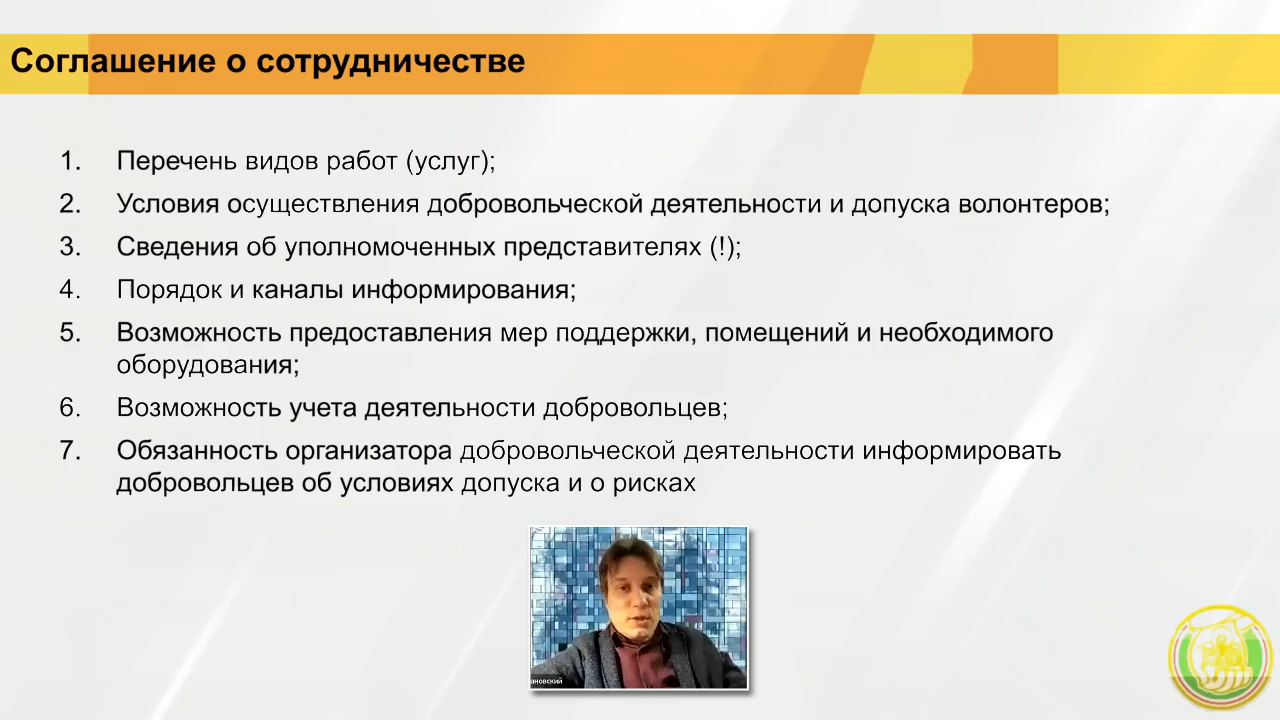 Соглашение о сотрудничестве
1. Перечень видов работ (услуг);
2. Условия осуществления добровольческой деятельности и допуска волонтеров;
3. Сведения об уполномоченных представителях (!);
4. Порядок и каналы информирования;
5. Возможность предоставления мер поддержки, помещений и необходимого
оборудования;
6. Возможность учета деятельности добровольцев;
7. Обязанность организатора добровольческой деятельности информировать
добровольцев об условиях допуска и о рисках
ановский